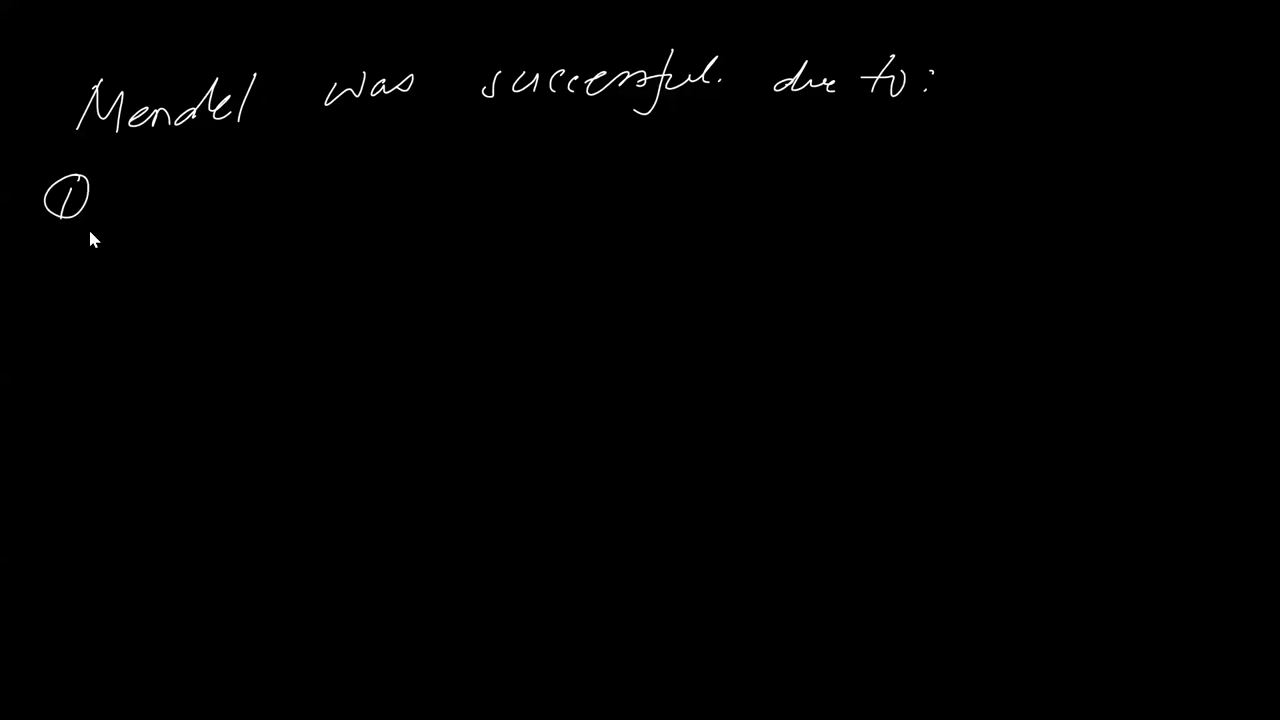 Mendel was successful. due to:
①